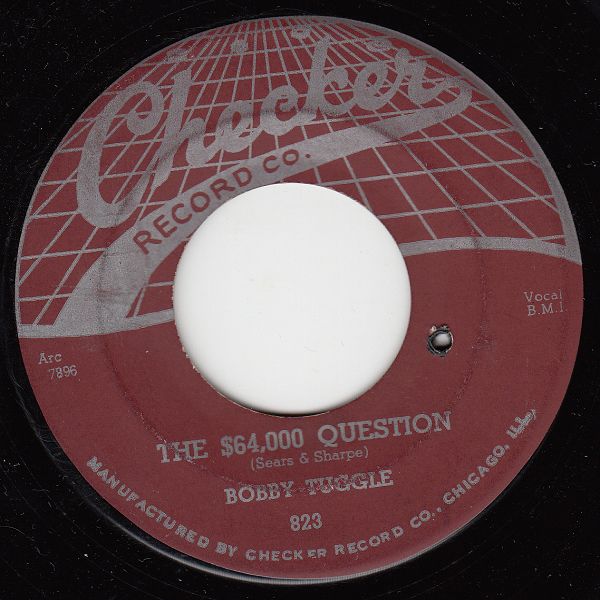 Checker
RECORD CO.
Arc
7896
Vocal
B.M.I
THE $64,000 QUESTION
(Sears & Sharpe)
BOBBY TUGGLE
823
MANUFACTURED BY CHECKER RECORD CO., CHICAGO, ILL.